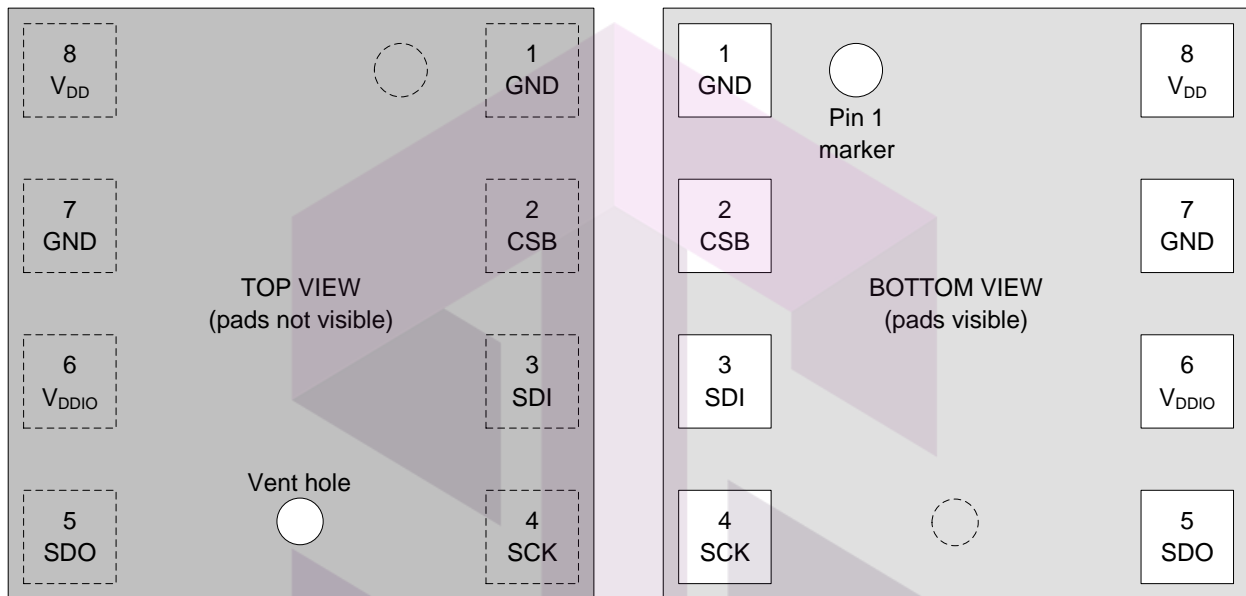 8
VDD
1
GND
7
GND
2
CSB
TOP VIEW
(pads not visible)
6
VDDIO
3
SDI
Vent hole
5
SDO
4
SCK
1
GND
8
VDD
Pin 1
marker
2
CSB
7
GND
BOTTOM VIEW
(pads visible)
3
SDI
6
VDDIO
4
SCK
5
SDO